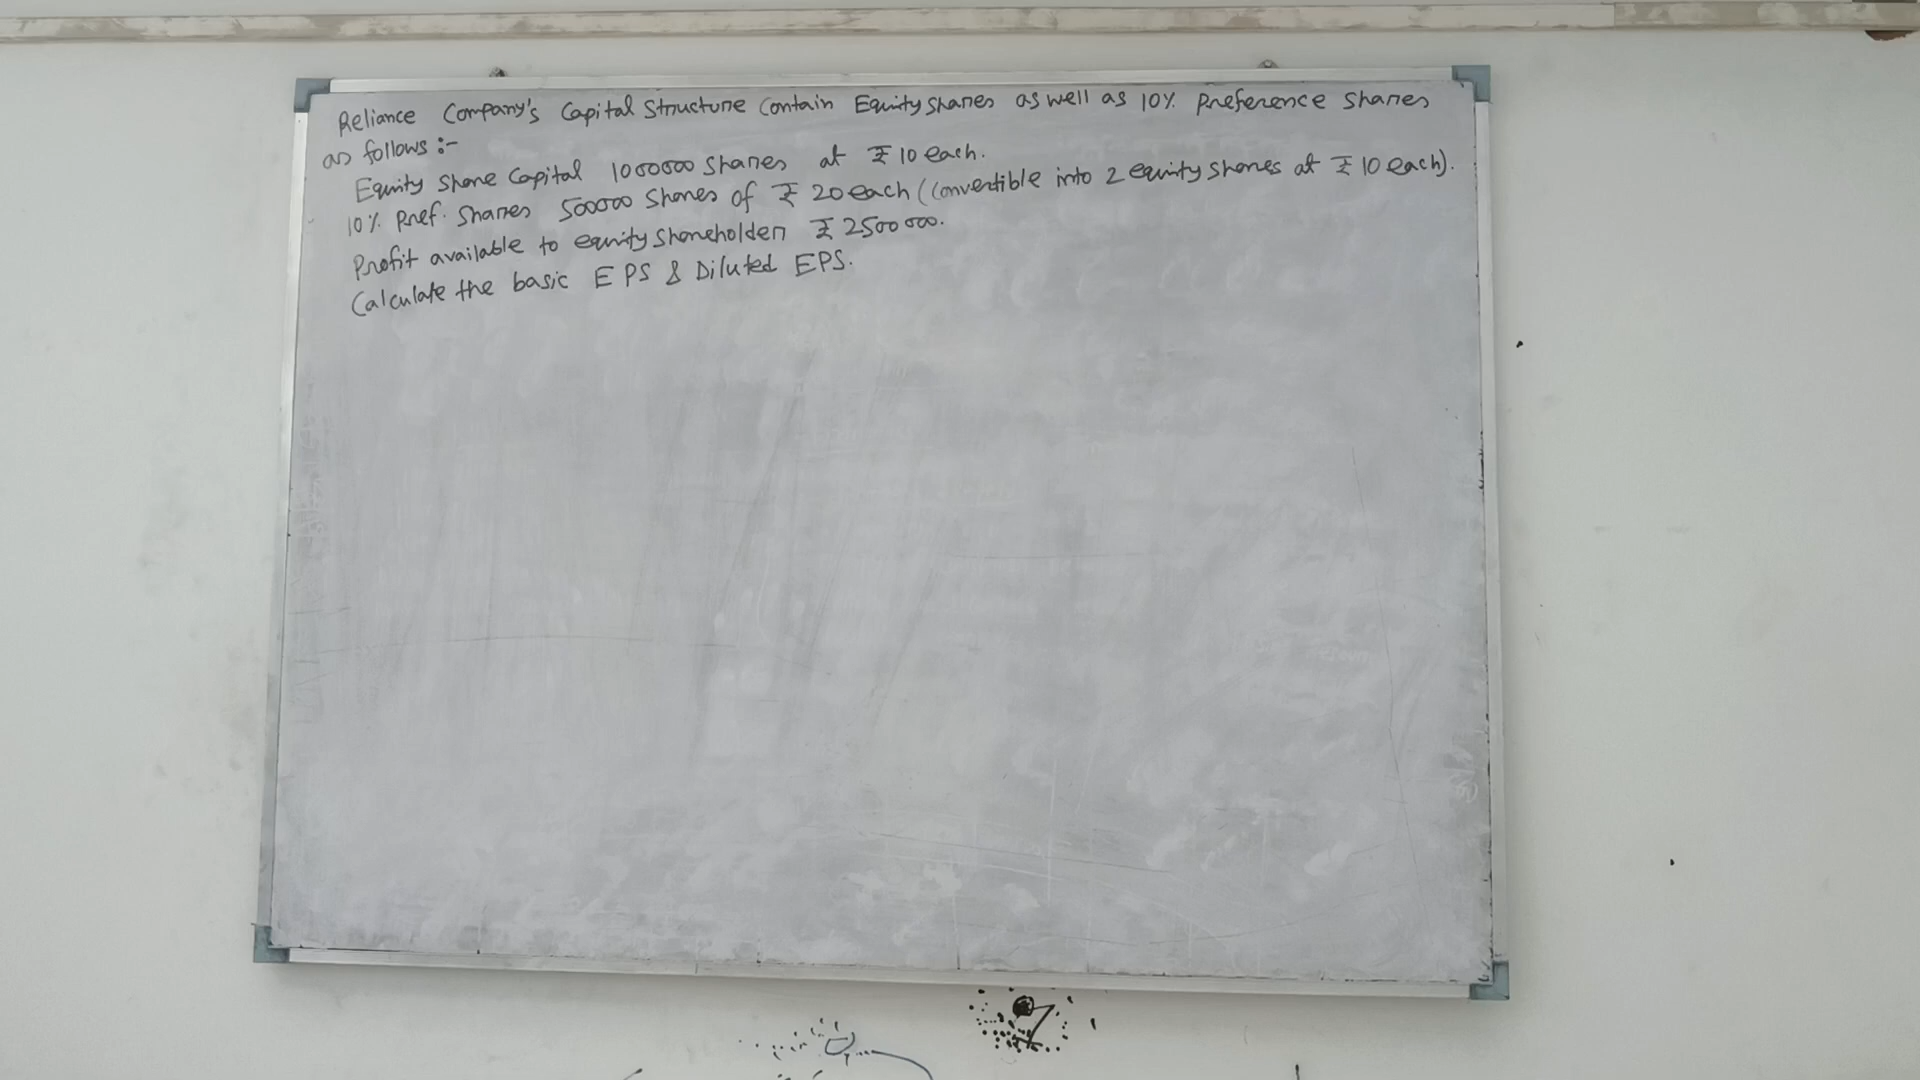 Reliance Company's Capital Structure Contain Equity shares as well as 10% preference shares
as follows :-
Equity Share Capital 1000000 shares at ₹ 10 each.
10% Pref. Shares 500000 Shares of ₹ 20 each (Convertible into 2 equity shares at ₹ 10 each).
Profit available to equity shareholder ₹ 2500000.
Calculate the basic EPS & Diluted EPS.